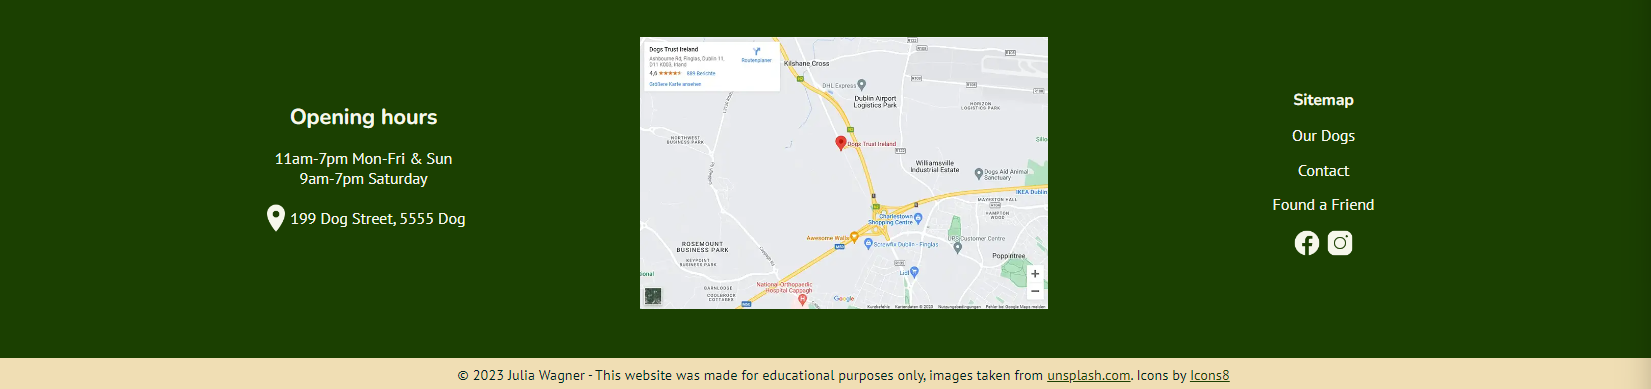 Opening hours
11am-7pm Mon-Fri & Sun
9am-7pm Saturday
199 Dog Street, 5555 Dog
Dogs Trust Ireland
Ashbourne Rd, Finglas, Dublin 11,
D11 K003, Irland
Routenplaner
4,6 889 Berichte
Größere Karte ansehen
Kilshane Cross
DHL Express
Dublin Airport
Logistics Park
HORIZON
LOGISTICS PARK
NORTHWEST
BUSINESS PARK
Dogs Trust Ireland
Williamsville
Industrial Estate
Dogs Aid Animal
Sanctuary
IKEA Dublin
MAYESTON HALL
HAMPTON
WOOD
Charlestown
Shopping Centre
Awesome Walls
Screwfix Dublin - Finglas
UPS Customer Centre
ROSEMOUNT
BUSINESS PARK
KEYPOINT
BUSINESS PARK
Poppintree
Lidl
National Orthopaedic
Hospital Cappagh
BARNLODGE
COOLBROOK
COTTAGES
Google
Kurzbefehle Kartendaten © 2023 Nutzungsbedingungen Fehler bei Google Maps melden
Sitemap
Our Dogs
Contact
Found a Friend
© 2023 Julia Wagner - This website was made for educational purposes only, images taken from unsplash.com. Icons by Icons8